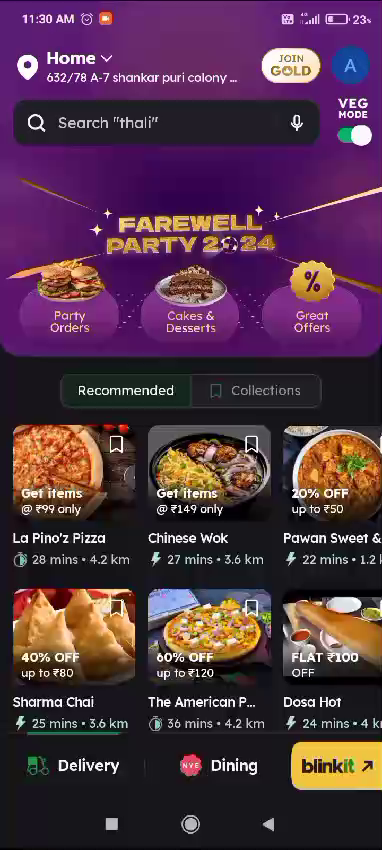 11:30 AM 23%
Home
632/78 A-7 shankar puri colony ...
JOIN
GOLD
A
Search "thali"
VEG
MODE
FAREWELL
PARTY 2024
Party
Orders
Cakes &
Desserts
%
Great
Offers
Recommended
Collections
Get items
@ ₹99 only
Get items
@ ₹149 only
20% OFF
up to ₹50
La Pino'z Pizza
Chinese Wok
Pawan Sweet &
28 mins • 4.2 km
27 mins • 3.6 km
22 mins • 1.2
40% OFF
up to ₹80
60% OFF
up to ₹120
FLAT ₹100
OFF
Sharma Chai
The American P...
Dosa Hot
25 mins • 3.6 km
36 mins • 4.2 km
24 mins • 4 k
Delivery
NYE
Dining
blinkit